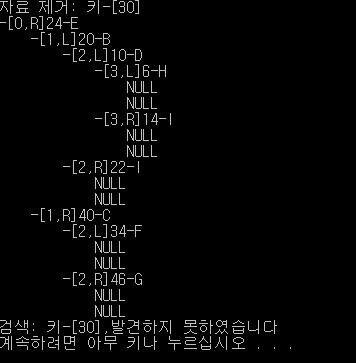 자료 제거: 키-[30]
-[0,R]24-E
-[1,L]20-B
-[2,L]10-D
-[3,L]6-H
NULL
NULL
-[3,R]14-I
NULL
NULL
-[2,R]22-I
NULL
NULL
-[1,R]40-C
-[2,L]34-F
NULL
NULL
-[2,R]46-G
NULL
NULL
검색: 키-[30],발견하지 못하였습니다
계속하려면 아무 키나 누르십시오 . . .